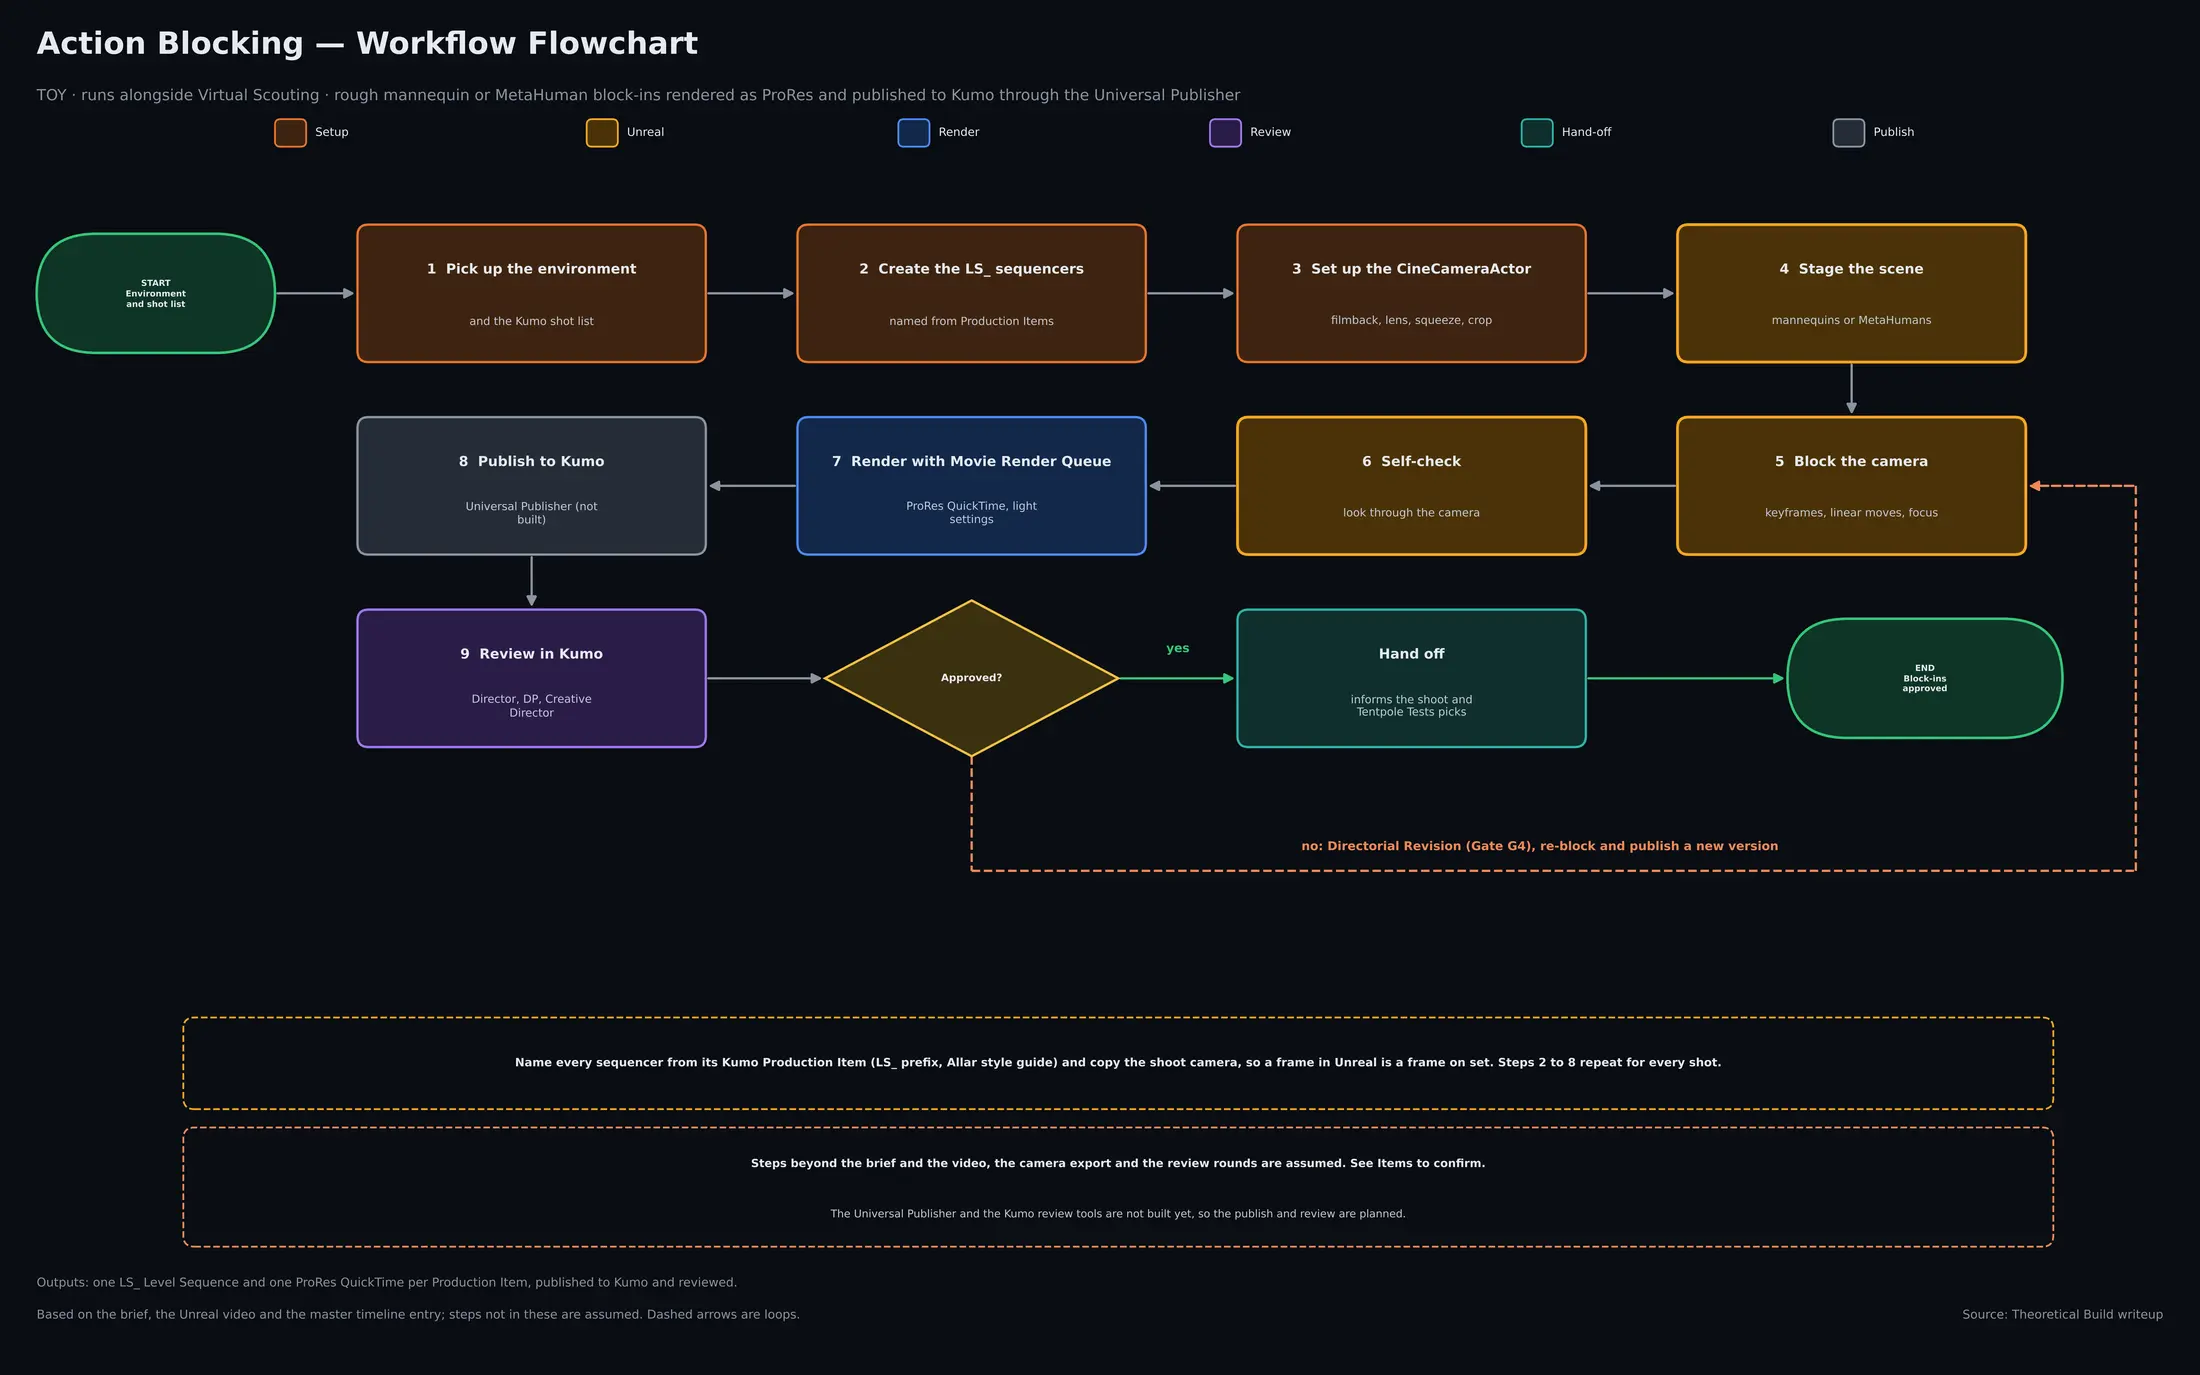 Action Blocking — Workflow Flowchart
TOY · runs alongside Virtual Scouting · rough mannequin or MetaHuman block-ins rendered as ProRes and published to Kumo through the Universal Publisher
Setup
Unreal
Render
Review
Hand-off
Publish
START
Environment
and shot list
1 Pick up the environment
and the Kumo shot list
2 Create the LS_ sequencers
named from Production Items
3 Set up the CineCameraActor
filmback, lens, squeeze, crop
4 Stage the scene
mannequins or MetaHumans
5 Block the camera
keyframes, linear moves, focus
6 Self-check
look through the camera
7 Render with Movie Render Queue
ProRes QuickTime, light
settings
8 Publish to Kumo
Universal Publisher (not
built)
9 Review in Kumo
Director, DP, Creative
Director
Approved?
yes
Hand off
informs the shoot and
Tentpole Tests picks
END
Block-ins
approved
no: Directorial Revision (Gate G4), re-block and publish a new version
Name every sequencer from its Kumo Production Item (LS_ prefix, Allar style guide) and copy the shoot camera, so a frame in Unreal is a frame on set. Steps 2 to 8 repeat for every shot.
Steps beyond the brief and the video, the camera export and the review rounds are assumed. See Items to confirm.
The Universal Publisher and the Kumo review tools are not built yet, so the publish and review are planned.
Outputs: one LS_ Level Sequence and one ProRes QuickTime per Production Item, published to Kumo and reviewed.
Based on the brief, the Unreal video and the master timeline entry; steps not in these are assumed. Dashed arrows are loops.
Source: Theoretical Build writeup